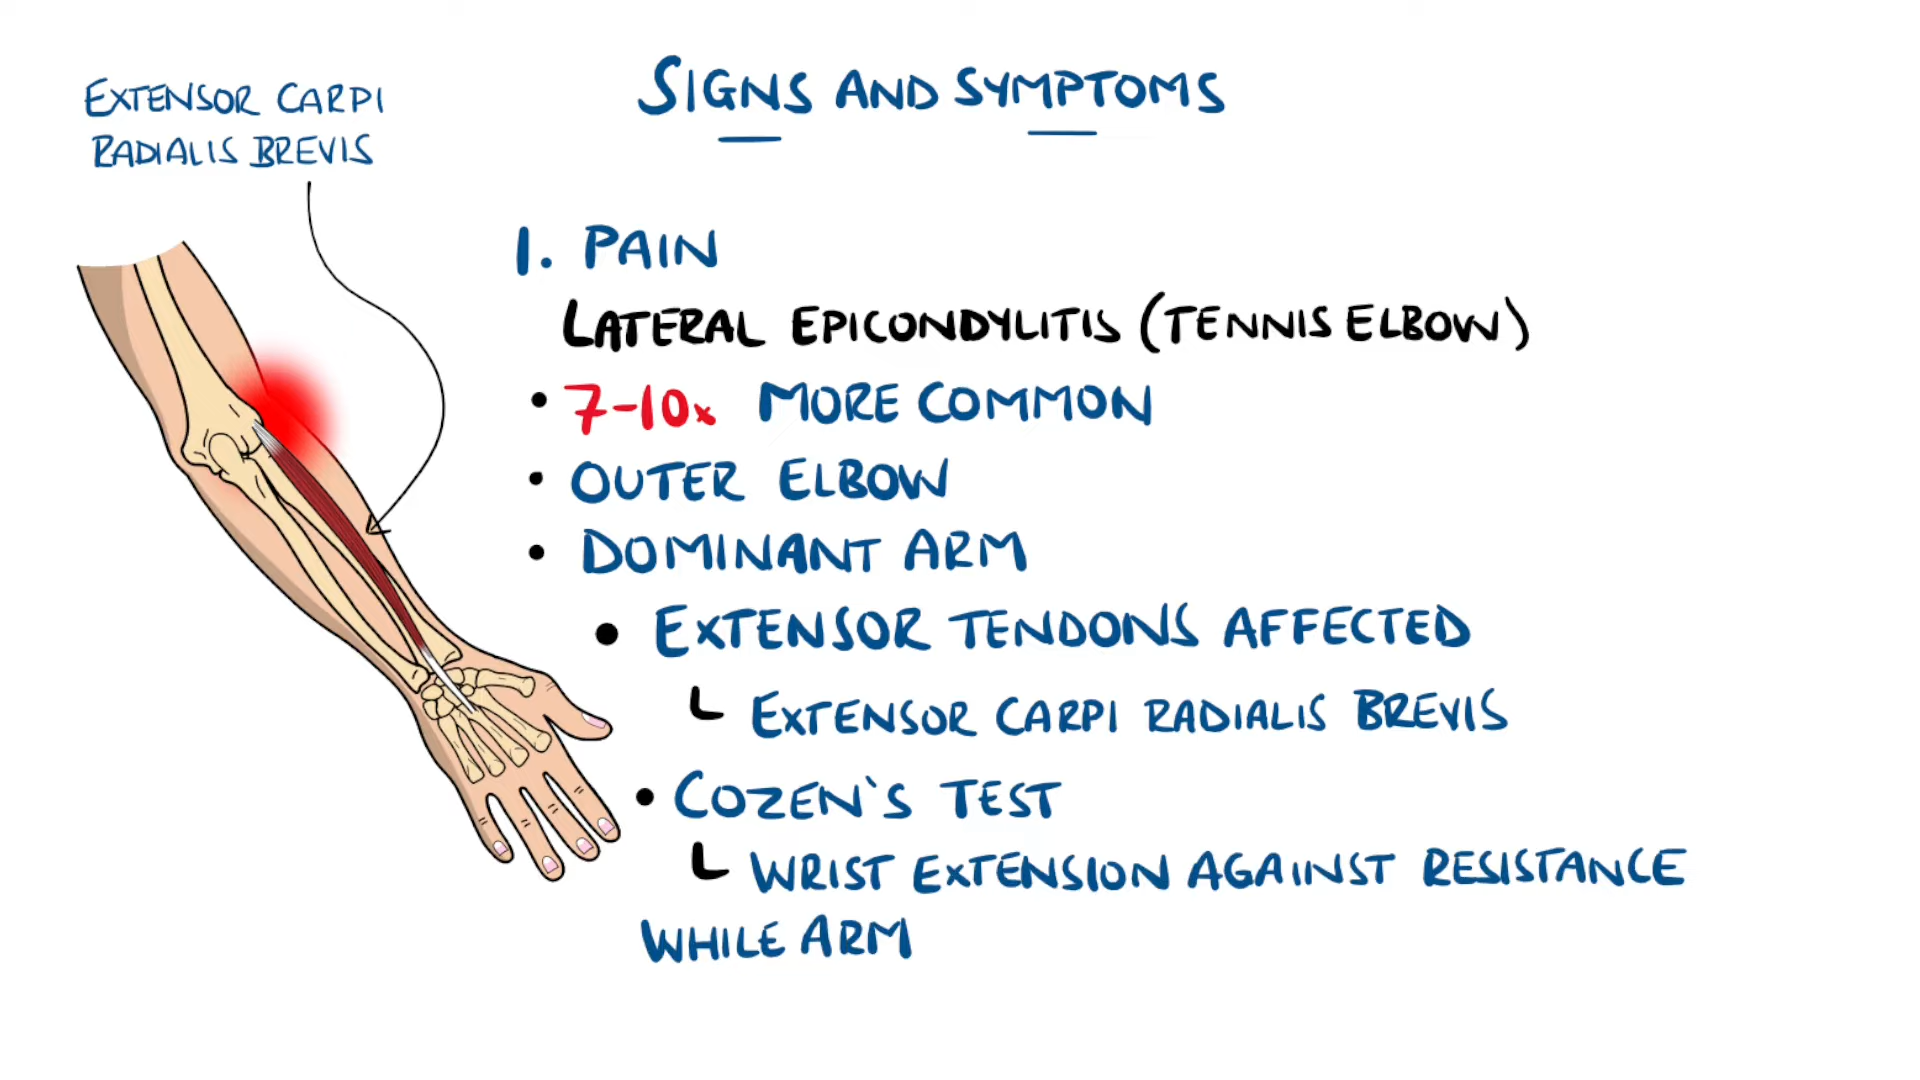 EXTENSOR CARPI
RADIALIS BREVIS
SIGNS AND SYMPTOMS
1. PAIN
LATERAL EPICONDYLITIS (TENNIS ELBOW)
• 7-10x MORE COMMON
• OUTER ELBOW
• DOMINANT ARM
• EXTENSOR TENDONS AFFECTED
EXTENSOR CARPI RADIALIS BREVIS
• COZEN'S TEST
WRIST EXTENSION AGAINST RESISTANCE
WHILE ARM